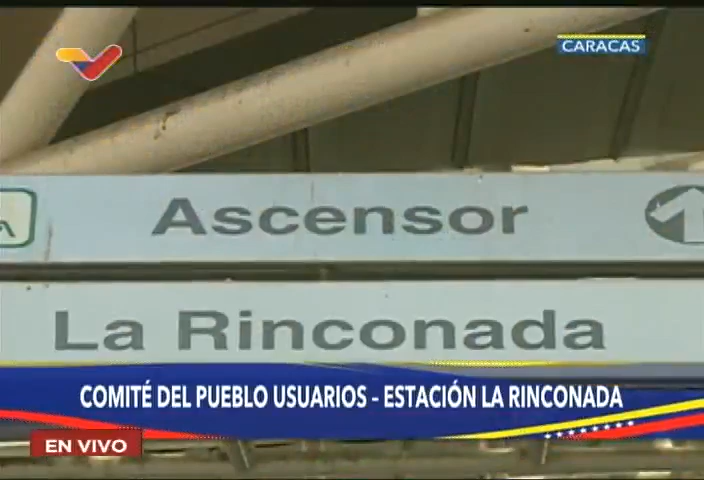 CARACAS
Ascensor
La Rinconada
COMITÉ DEL PUEBLO USUARIOS - ESTACIÓN LA RINCONADA
EN VIVO